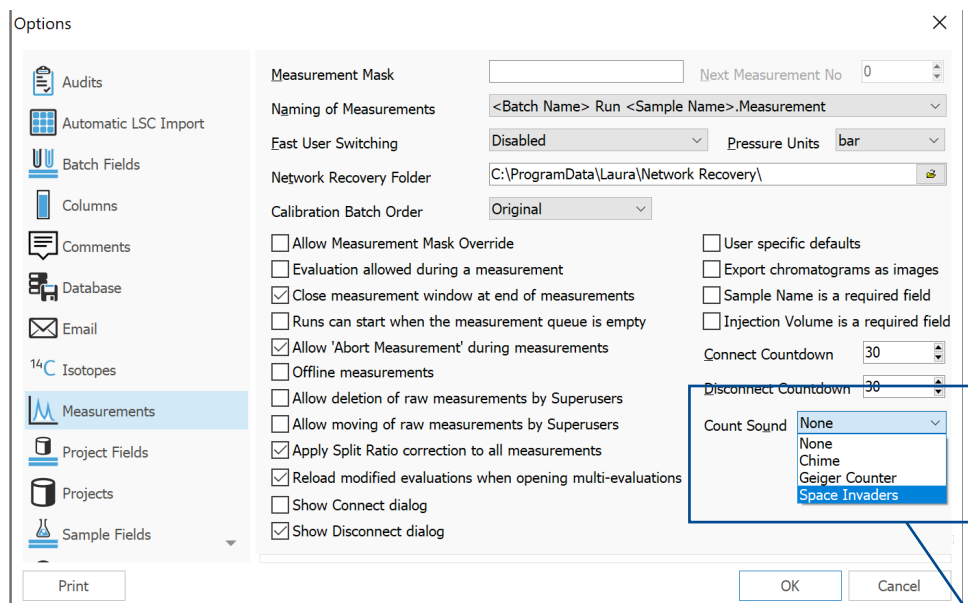 Options
Audits
Automatic LSC Import
Batch Fields
Columns
Comments
Database
Email
14C Isotopes
Measurements
Project Fields
Projects
Sample Fields
Measurement Mask
Next Measurement No 0
Naming of Measurements <Batch Name> Run <Sample Name>.Measurement
Fast User Switching Disabled Pressure Units bar
Network Recovery Folder C:\ProgramData\Laura\Network Recovery\
Calibration Batch Order Original
Allow Measurement Mask Override
Evaluation allowed during a measurement
Close measurement window at end of measurements
Runs can start when the measurement queue is empty
Allow 'Abort Measurement' during measurements
Offline measurements
Allow deletion of raw measurements by Superusers
Allow moving of raw measurements by Superusers
Apply Split Ratio correction to all measurements
Reload modified evaluations when opening multi-evaluations
Show Connect dialog
Show Disconnect dialog
User specific defaults
Export chromatograms as images
Sample Name is a required field
Injection Volume is a required field
Connect Countdown 30
Disconnect Countdown 30
Count Sound None
None
Chime
Geiger Counter
Space Invaders
Print
OK
Cancel